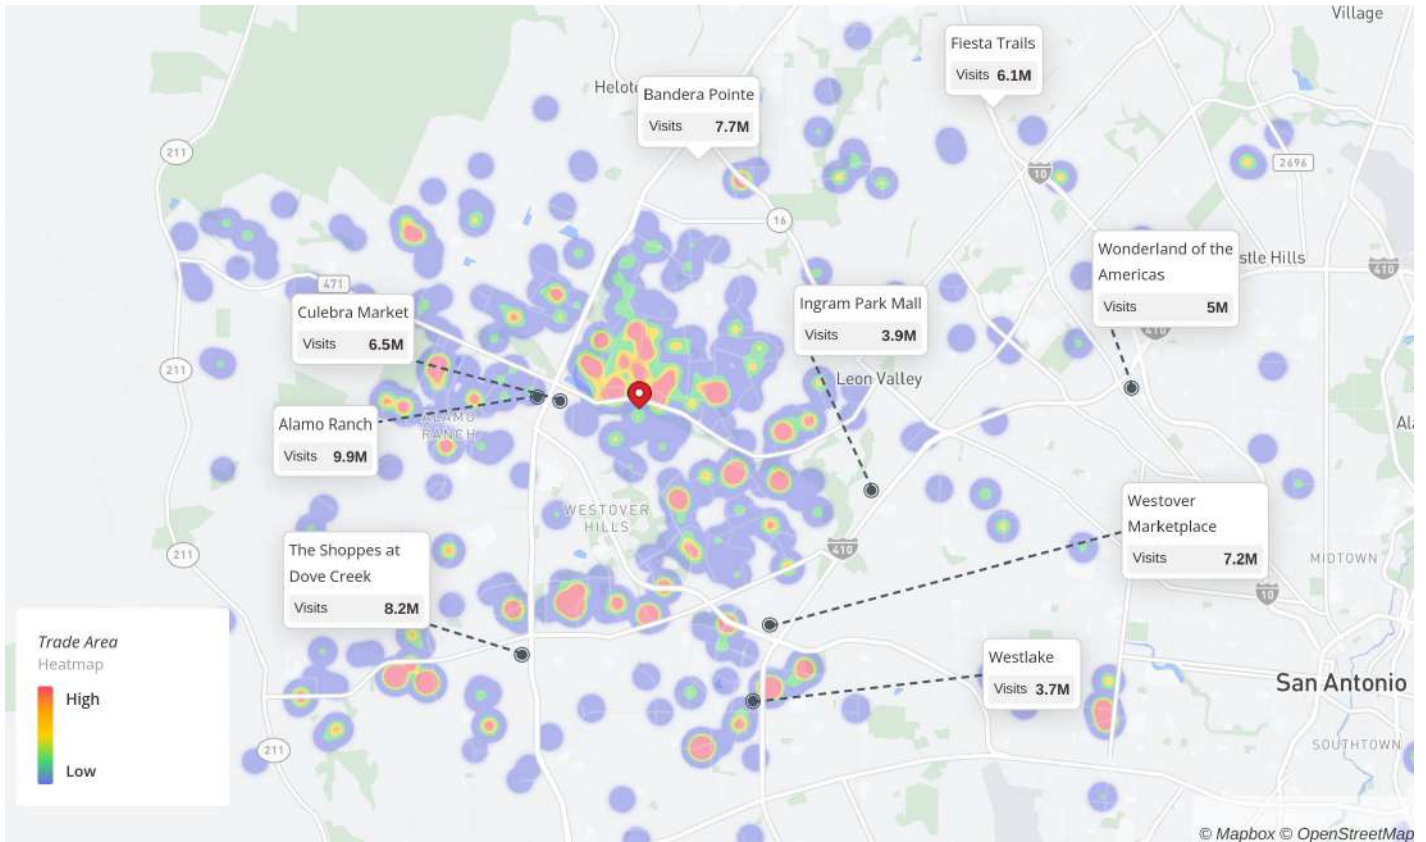 Village
Fiesta Trails
Visits 6.1M
Bandera Pointe
Visits 7.7M
211
10
2696
16
Wonderland of the
Americas
Visits 5M
stle Hills
410
471
Culebra Market
Visits 6.5M
Ingram Park Mall
Visits 3.9M
410
211
Leon Valley
Alamo Ranch
Visits 9.9M
ALAMO
RANCH
WESTOVER
HILLS
Westover
Marketplace
Visits 7.2M
The Shoppes at
Dove Creek
Visits 8.2M
211
410
MIDTOWN
10
Trade Area
Heatmap
High
Low
Westlake
Visits 3.7M
San Antonio
SOUTHTOWN
211
© Mapbox © OpenStreetMap